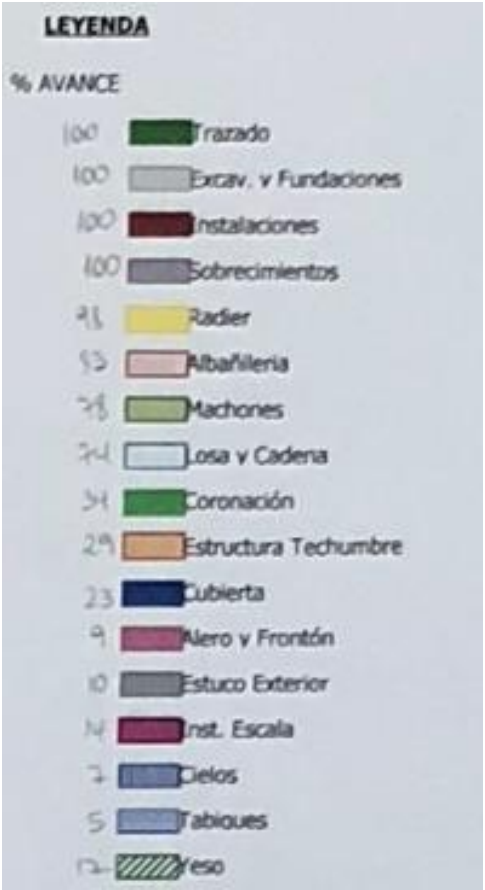 LEYENDA
% AVANCE
100 Trazado
100 Excav. y Fundaciones
100 Instalaciones
100 Sobrecimientos
Radier
Albañileria
78 Machones
74 Losa y Cadena
34 Coronación
29 Estructura Techumbre
23 Cubierta
9 Alero y Frontón
10 Estuco Exterior
14 Inst. Escala
7 Cielos
5 Tabiques
12 Yeso